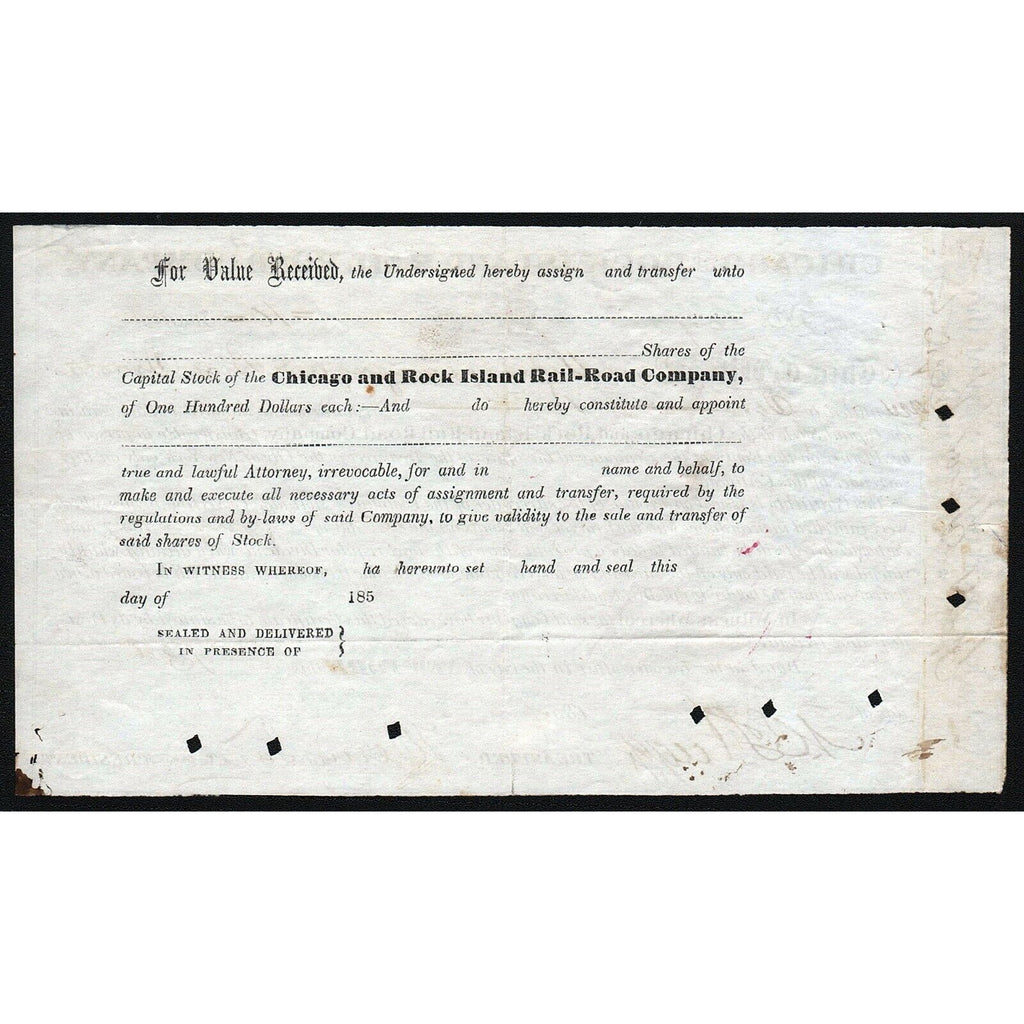 For Value Received, the Undersigned hereby assign and transfer unto
Shares of the
Capital Stock of the Chicago and Rock Island Rail-Road Company,
of One Hundred Dollars each:—And do hereby constitute and appoint
true and lawful Attorney, irrevocable, for and in name and behalf, to
make and execute all necessary acts of assignment and transfer, required by the
regulations and by-laws of said Company, to give validity to the sale and transfer of
said shares of Stock.
IN WITNESS WHEREOF, ha hereunto set hand and seal this
day of 185
SEALED AND DELIVERED }
IN PRESENCE OF